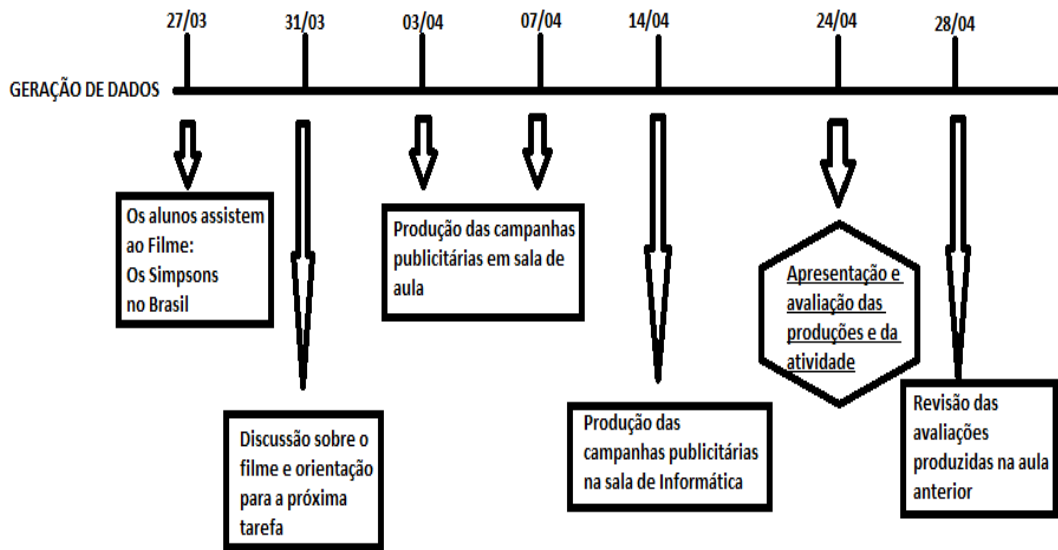 27/03
31/03
03/04
07/04
14/04
24/04
28/04
GERAÇÃO DE DADOS
Os alunos assistem
ao Filme:
Os Simpsons
no Brasil
Discussão sobre o
filme e orientação
para a próxima
tarefa
Produção das campanhas
publicitárias em sala de
aula
Produção das
campanhas publicitárias
na sala de Informática
Apresentação e
avaliação das
produções e da
atividade
Revisão das
avaliações
produzidas na aula
anterior